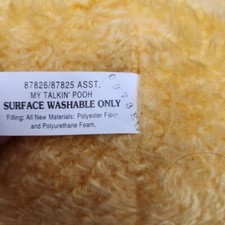 87826/87825 ASST.
MY TALKIN' POOH
SURFACE WASHABLE ONLY
Filling: All New Materials: Polyester Fiber
and Polyurethane Foam.